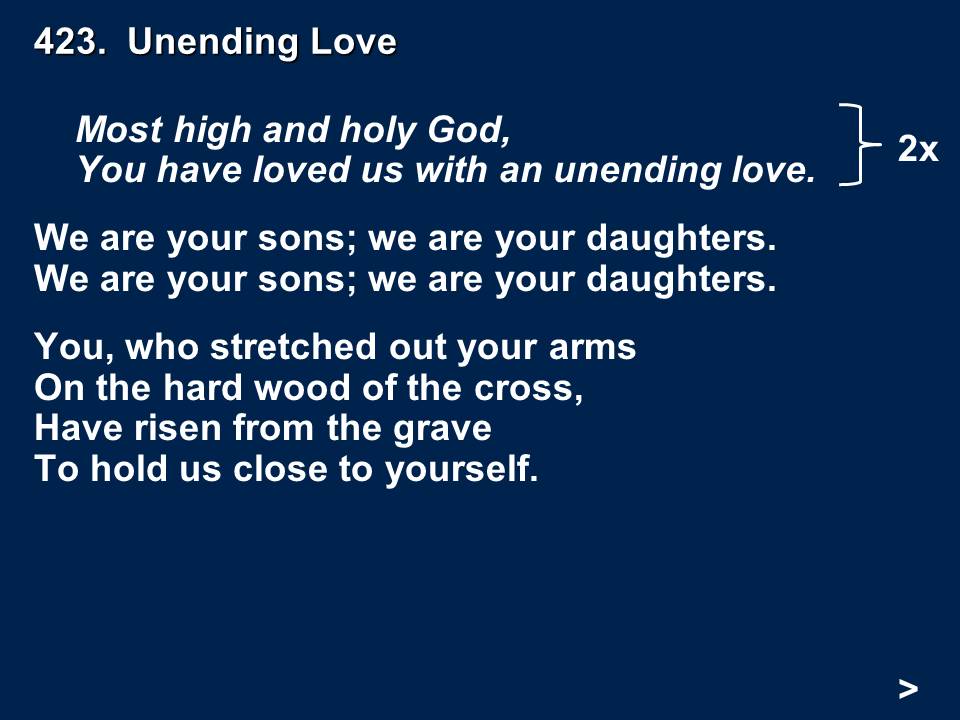 423.  Unending Love
Most high and holy God,
You have loved us with an unending love.
2x
We are your sons; we are your daughters.
We are your sons; we are your daughters.
You, who stretched out your arms
On the hard wood of the cross,
Have risen from the grave
To hold us close to yourself.
>